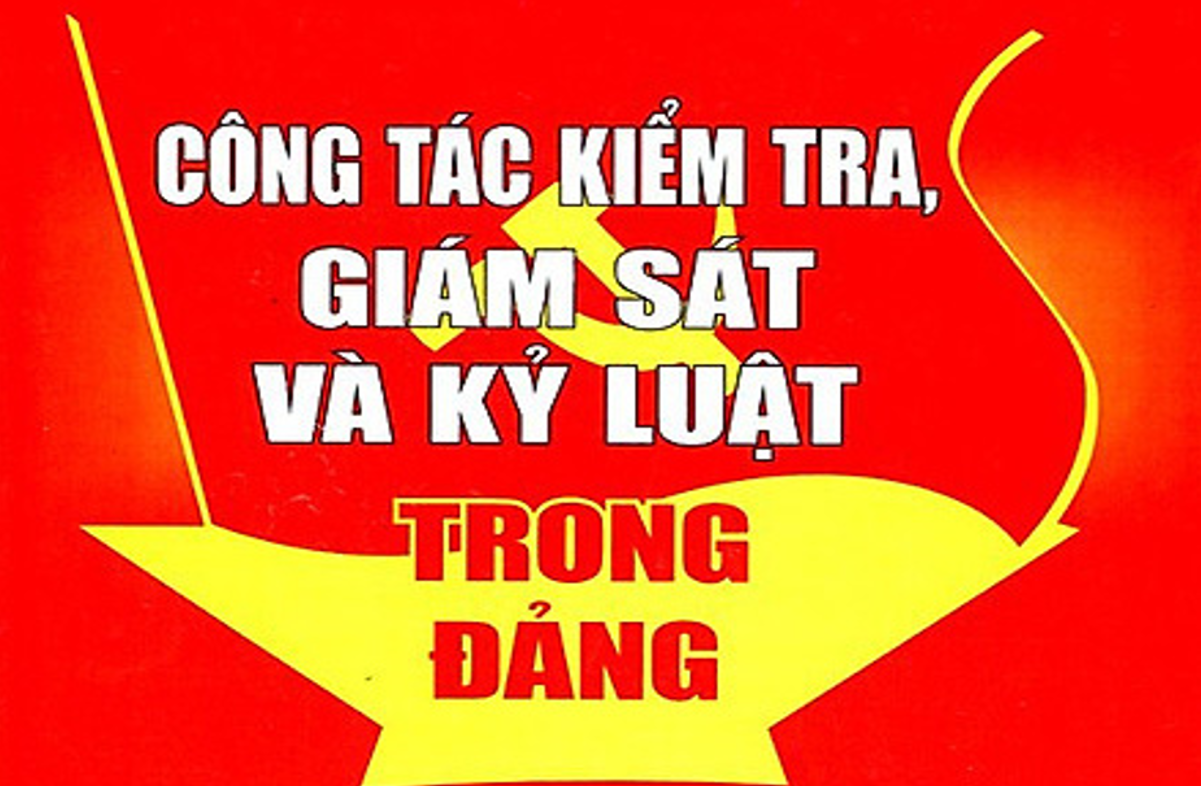 CÔNG TÁC KIỂM TRA,
GIÁM SÁT
VÀ KỶ LUẬT
TRONG
ĐẢNG